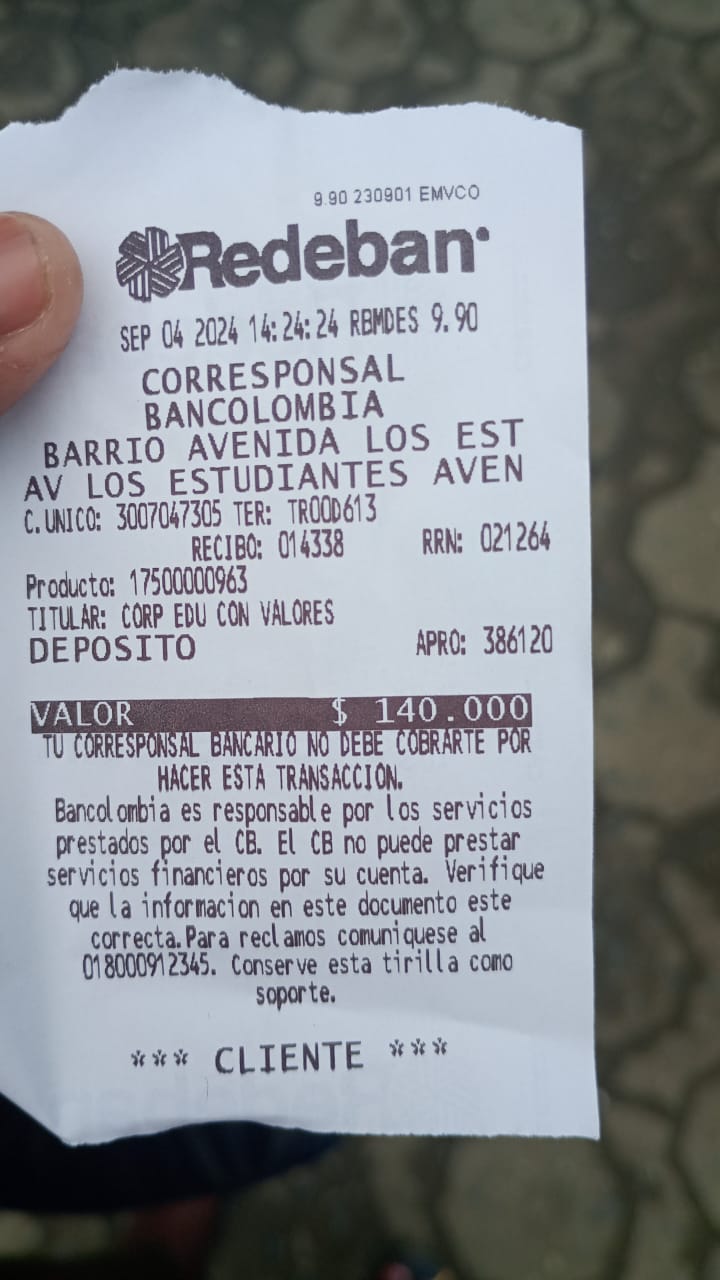 9.90 230901 EMVCO
Redeban
SEP 04 2024 14:24:24 RBMDES 9.90
CORRESPONSAL
BANCOLOMBIA
BARRIO AVENIDA LOS EST
AV LOS ESTUDIANTES AVEN
C.UNICO: 3007047305 TER: TR00D613
RECIBO: 014338 RRN: 021264
Producto: 17500000963
TITULAR: CORP EDU CON VALORES
DEPOSITO APRO: 386120
VALOR $ 140.000
TU CORRESPONSAL BANCARIO NO DEBE COBRARTE POR
HACER ESTA TRANSACCION.
Bancolombia es responsable por los servicios
prestados por el CB. El CB no puede prestar
servicios financieros por su cuenta. Verifique
que la informacion en este documento este
correcta.Para reclamos comuniquese al
018000912345. Conserve esta tirilla como
soporte.
*** CLIENTE ***